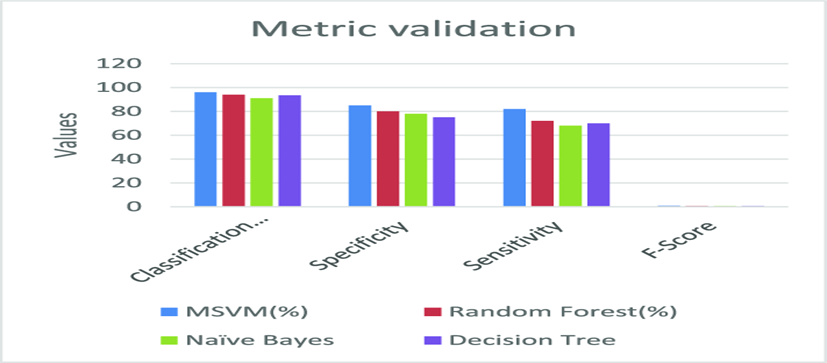 Metric validation
120
100
80
60
40
20
0
Values
Classification...
Specificity
Sensitivity
F-Score
MSVM(%)
Random Forest(%)
Naïve Bayes
Decision Tree